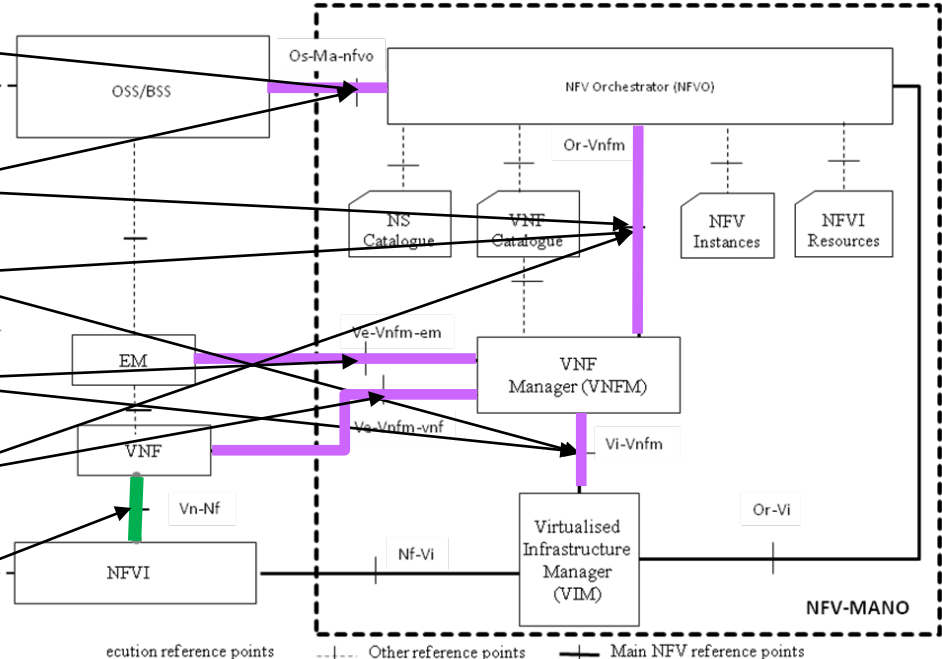 Os-Ma-nfvo
OSS/BSS
NFV Orchestrator (NFVO)
Or-Vnfm
NS
Catalogue
VNF
Catalogue
NFV
Instances
NFVI
Resources
Ve-Vnfm-em
EM
VNF
Manager (VNFM)
Ve-Vnfm-vnf
VNF
Vi-Vnfm
Vn-Nf
Or-Vi
Virtualised
Infrastructure
Manager
(VIM)
Nf-Vi
NFVI
NFV-MANO
ecution reference points
Other reference points
Main NFV reference points